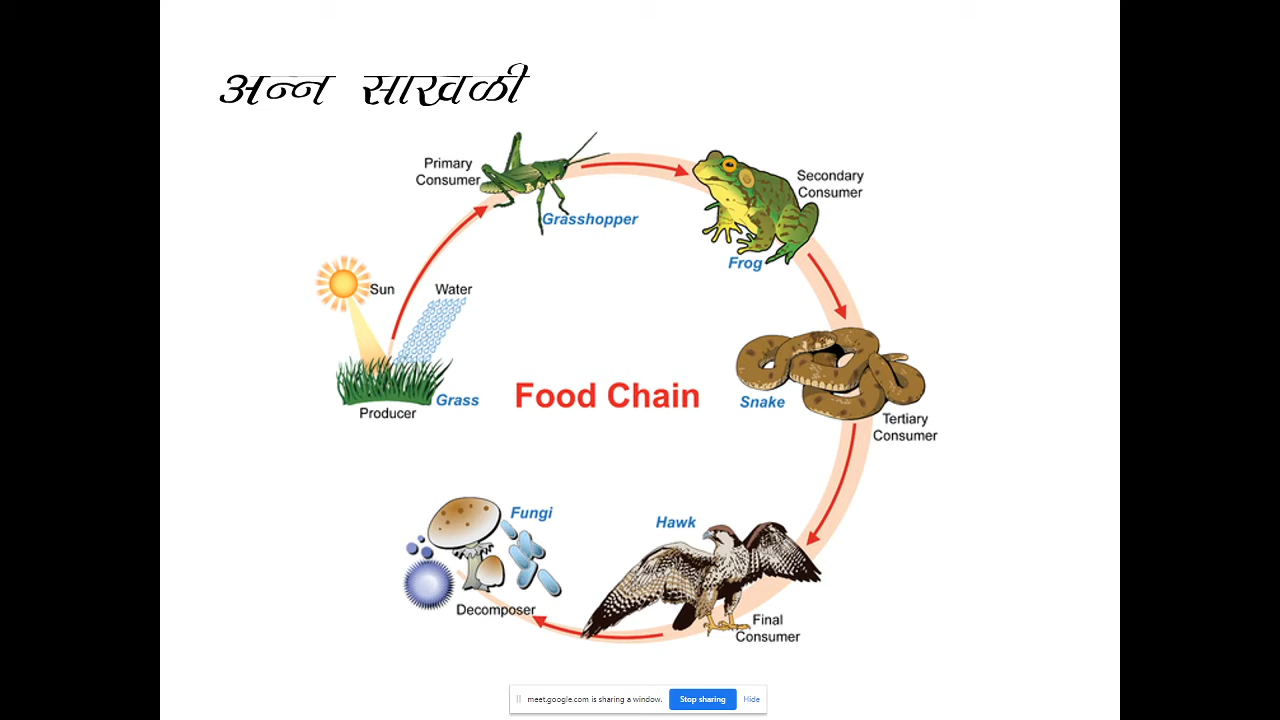 अन्न साखळी
Primary
Consumer
Grasshopper
Secondary
Consumer
Frog
Sun
Water
Grass
Producer
Food Chain
Snake
Tertiary
Consumer
Fungi
Hawk
Decomposer
Final
Consumer
meet.google.com is sharing a window.
Stop sharing
Hide